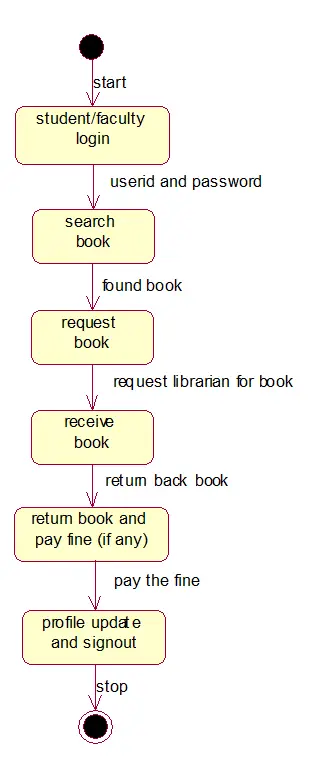 start
student/faculty
login
userid and password
search
book
found book
request
book
request librarian for book
receive
book
return back book
return book and
pay fine (if any)
pay the fine
profile update
and signout
stop